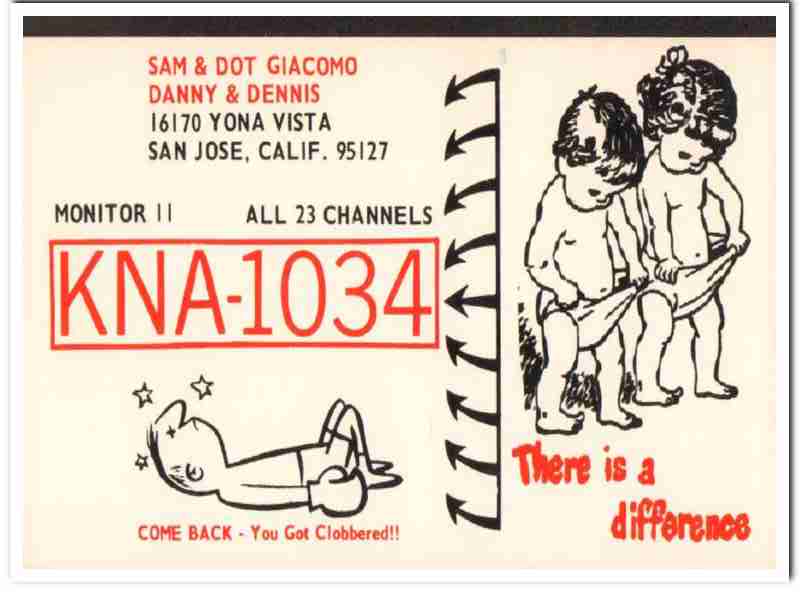 SAM & DOT GIACOMO
DANNY & DENNIS
16170 YONA VISTA
SAN JOSE, CALIF. 95127
MONITOR 11
ALL 23 CHANNELS
KNA-1034
COME BACK - You Got Clobbered!!
There is a
difference